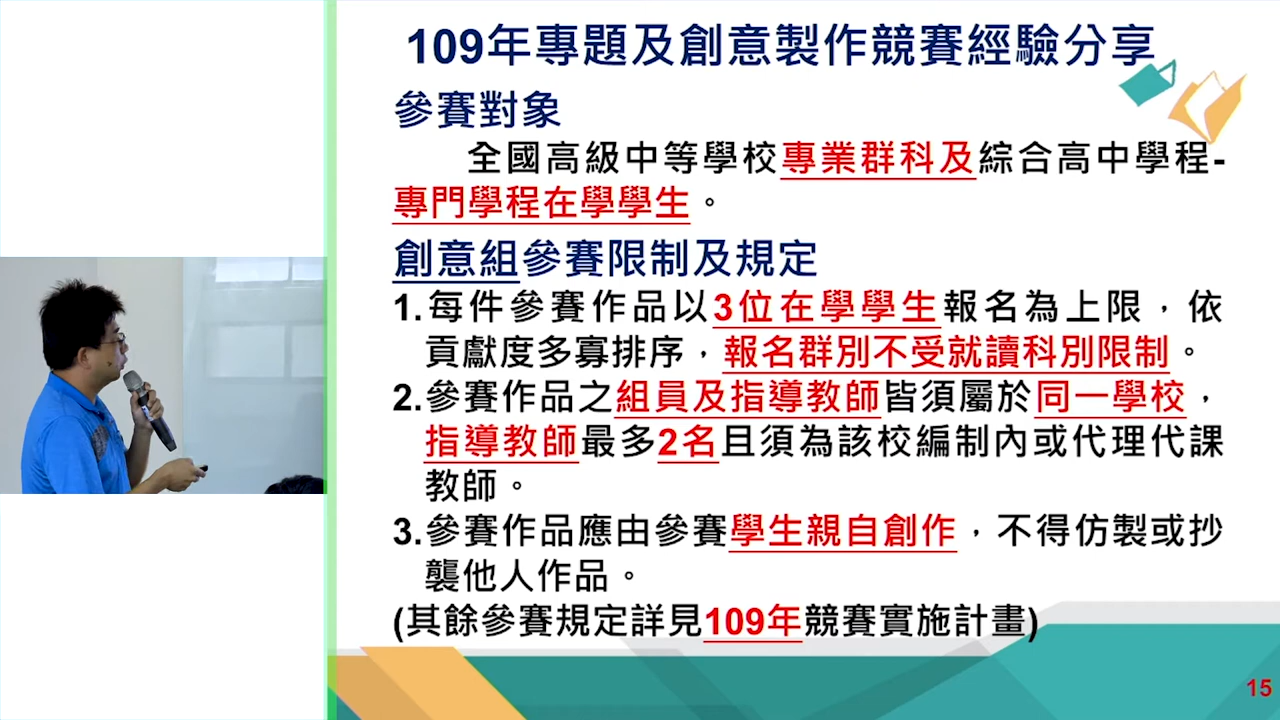 109年專題及創意製作競賽經驗分享
參賽對象
全國高級中等學校專業群科及綜合高中學程-
專門學程在學學生。
創意組參賽限制及規定
1.每件參賽作品以3位在學學生報名為上限，依
貢獻度多寡排序，報名群別不受就讀科別限制。
2.參賽作品之組員及指導教師皆須屬於同一學校，
指導教師最多2名且須為該校編制內或代理代課
教師。
3.參賽作品應由參賽學生親自創作，不得仿製或抄
襲他人作品。
(其餘參賽規定詳見109年競賽實施計畫)
15